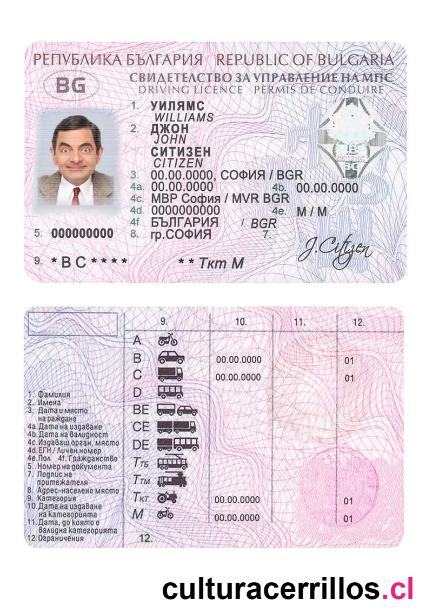 РЕПУБЛИКА БЪЛГАРИЯ REPUBLIC OF BULGARIA
СВИДЕТЕЛСТВО ЗА УПРАВЛЕНИЕ НА МПС
BG DRIVING LICENCE PERMIS DE CONDUIRE
1. УИЛЯМС
WILLIAMS
2. ДЖОН
JOHN
СИТИЗЕН
CITIZEN
3. 00.00.0000, СОФИЯ / BGR
4a. 00.00.0000 4b. 00.00.0000
4c. МВР София / MVR BGR
4d. 0000000000 4e. М / M
4f БЪЛГАРИЯ / BGR
5. 000000000 8. гр.СОФИЯ 7.
J.Citizen
9. * B C * * * * * * Ткт M
BG
9. 10. 11. 12.
A
B 00.00.0000 01
C 00.00.0000 01
D
BE
CE
DE
Ттб
Ттм
Ткт 00.00.0000 01
M 00.00.0000 01
12.
1. Фамилия
2. Имена
3. Дата и място
на раждане
4a. Дата на издаване
4b. Дата на валидност
4c. Издаващ орган, място
4d. ЕГН / Личен номер
4e. Пол 4f. Гражданство
5. Номер на документа
7. Подпис на
притежателя
8. Адрес-населено място
9. Категория
10. Дата на издаване
на категорията
11. Дата, до която е
валидна категорията
12. Ограничения
culturacerrillos.cl